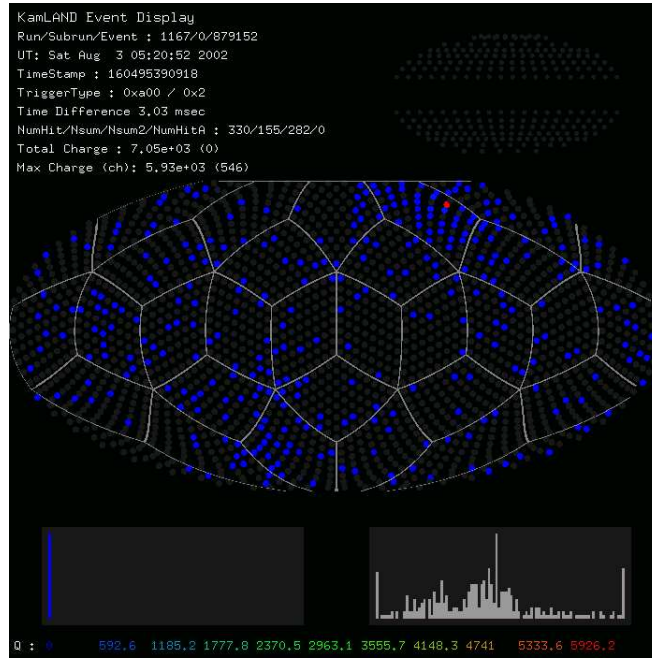 KamLAND Event Display
Run/Subrun/Event : 1167/0/879152
UT: Sat Aug  3 05:20:52 2002
TimeStamp : 160495390918
TriggerType : 0xa00 / 0x2
Time Difference 3.03 msec
NumHit/Nsum/Nsum2/NumHitA : 330/155/282/0
Total Charge : 7.05e+03 (0)
Max Charge (ch): 5.93e+03 (546)
Q : 0 592.6 1185.2 1777.8 2370.5 2963.1 3555.7 4148.3 4741 5333.6 5926.2